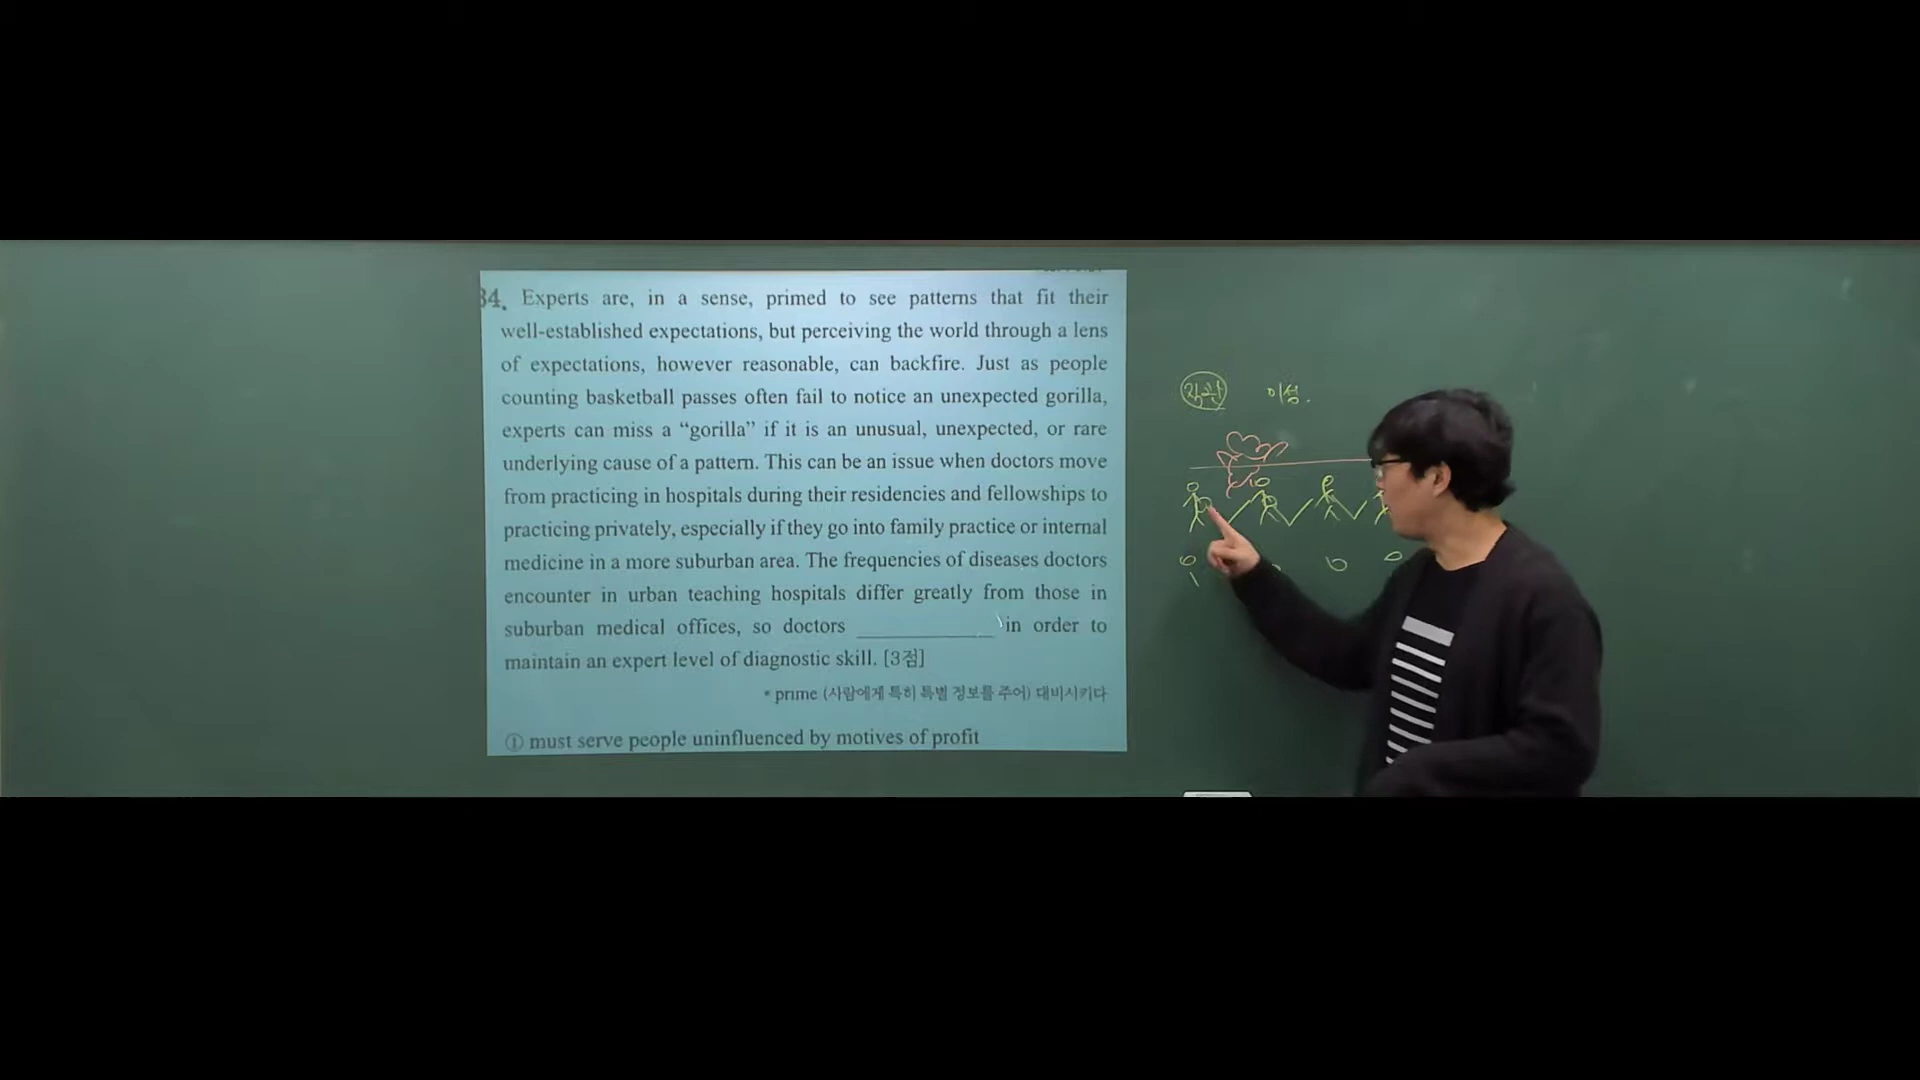 34. Experts are, in a sense, primed to see patterns that fit their
well-established expectations, but perceiving the world through a lens
of expectations, however reasonable, can backfire. Just as people
counting basketball passes often fail to notice an unexpected gorilla,
experts can miss a “gorilla” if it is an unusual, unexpected, or rare
underlying cause of a pattern. This can be an issue when doctors move
from practicing in hospitals during their residencies and fellowships to
practicing privately, especially if they go into family practice or internal
medicine in a more suburban area. The frequencies of diseases doctors
encounter in urban teaching hospitals differ greatly from those in
suburban medical offices, so doctors ____________ in order to
maintain an expert level of diagnostic skill. [3점]
* prime (사람에게 특히 특별 정보를 주어) 대비시키다
① must serve people uninfluenced by motives of profit
직관 이성.